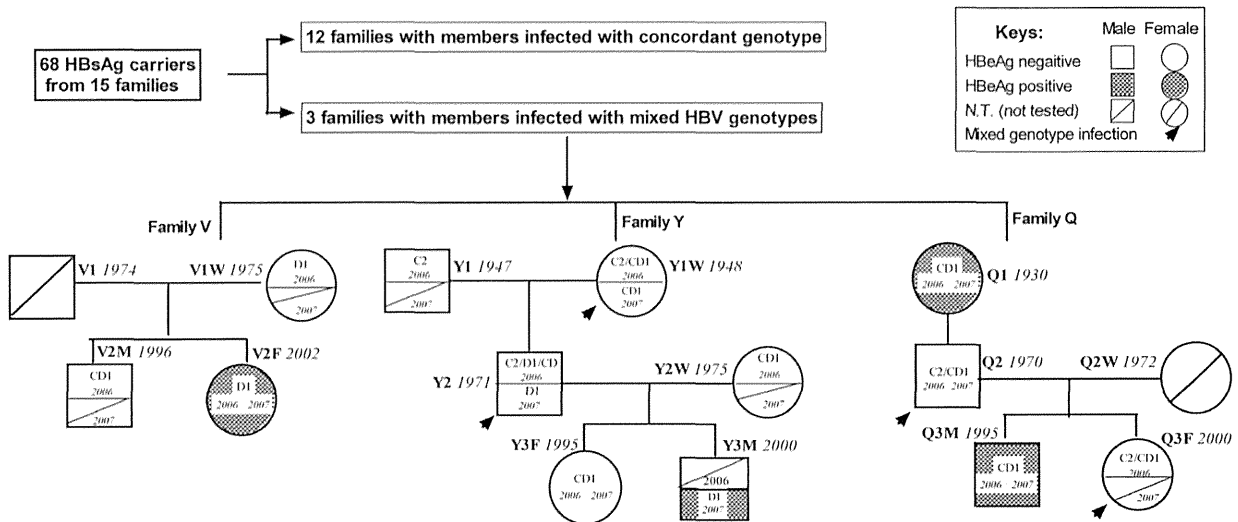 12 families with members infected with concordant genotype
68 HBsAg carriers
from 15 families
3 families with members infected with mixed HBV genotypes
Keys: Male Female
HBeAg negaitive
HBeAg positive
N.T. (not tested)
Mixed genotype infection
Family V
Family Y
Family Q
V1 1974
V1W 1975
D1
2006
2007
V2M 1996
CD1
2006
2007
V2F 2002
D1
2006 2007
C2
2006
2007
Y1 1947
Y1W 1948
C2/CD1
2006
CD1
2007
Y2 1971
C2/D1/CD
2006
D1
2007
Y2W 1975
CD1
2006
2007
Y3F 1995
CD1
2006 2007
Y3M 2000
2006
D1
2007
CD1
2006 2007
Q1 1930
C2/CD1
2006 2007
Q2 1970
Q2W 1972
Q3M 1995
CD1
2006 2007
Q3F 2000
C2/CD1
2006
2007